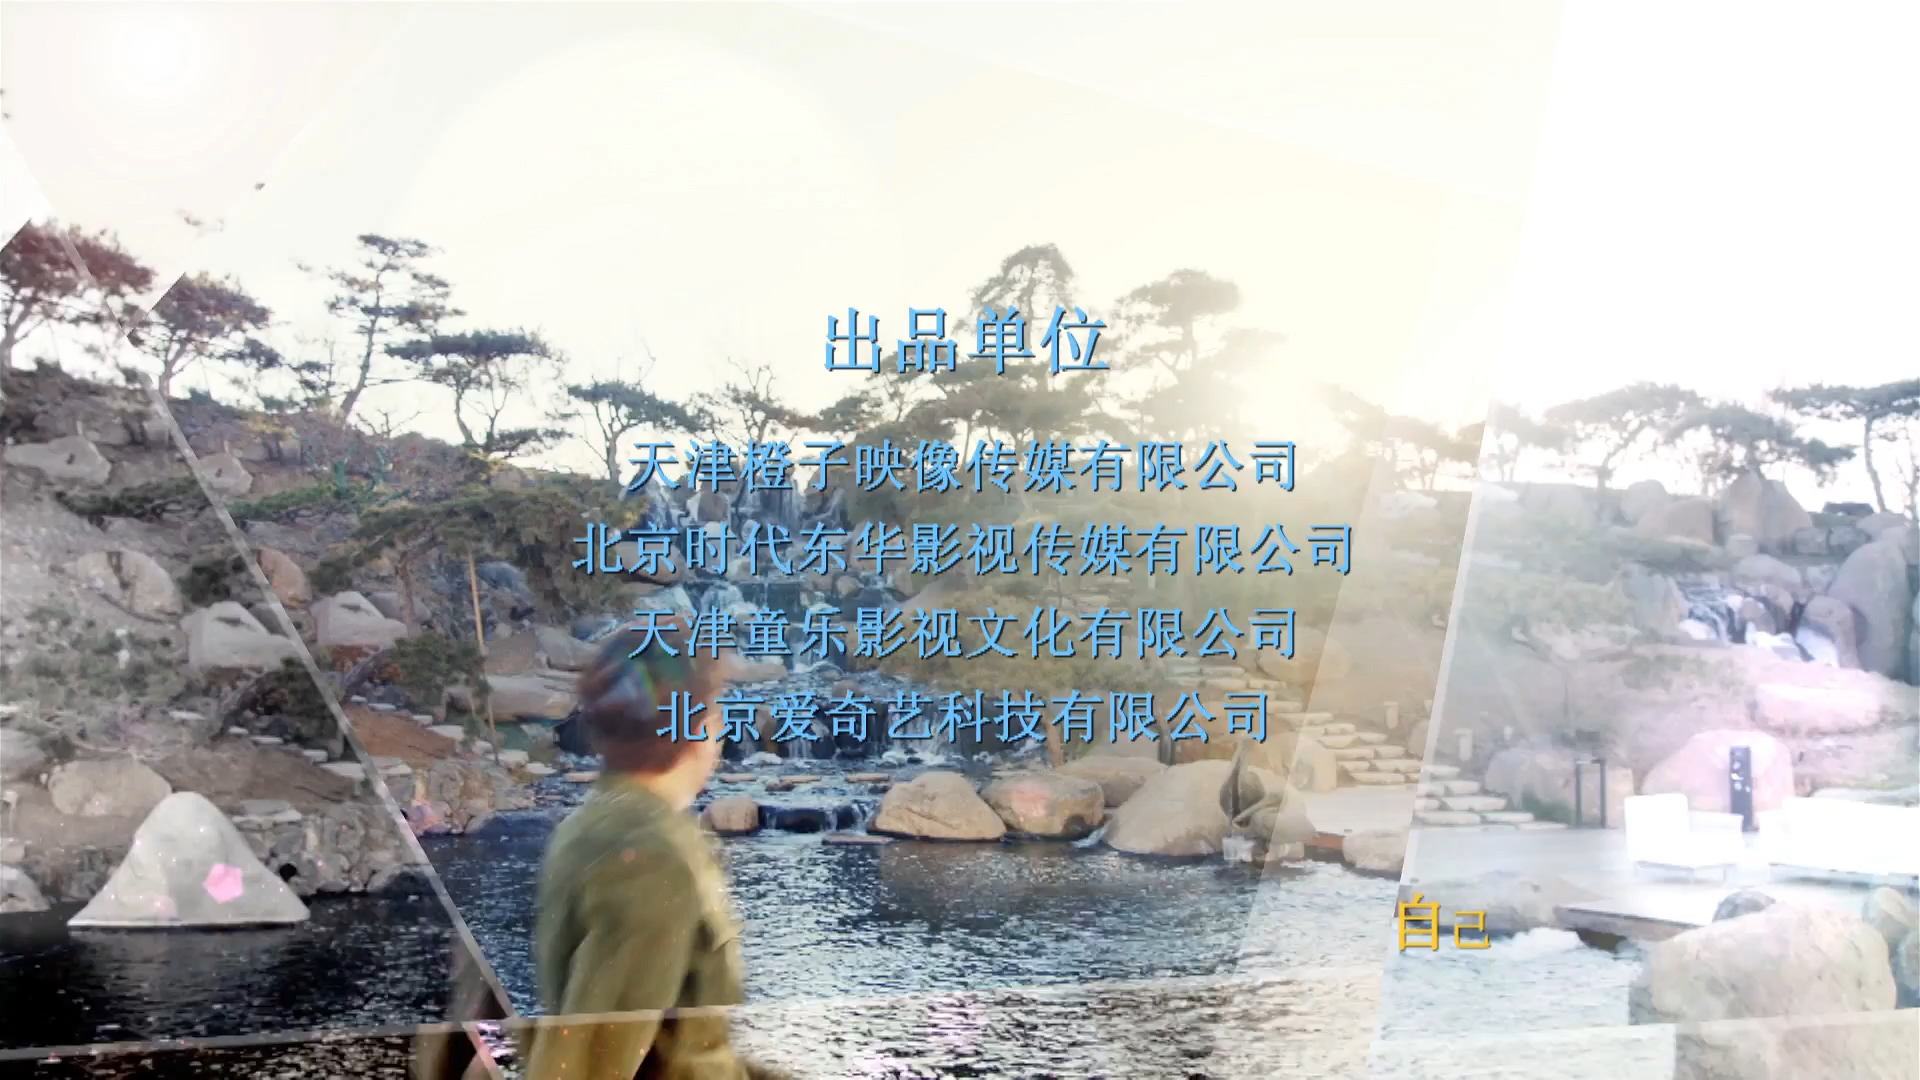 出品单位
天津橙子映像传媒有限公司
北京时代东华影视传媒有限公司
天津童乐影视文化有限公司
北京爱奇艺科技有限公司
自己